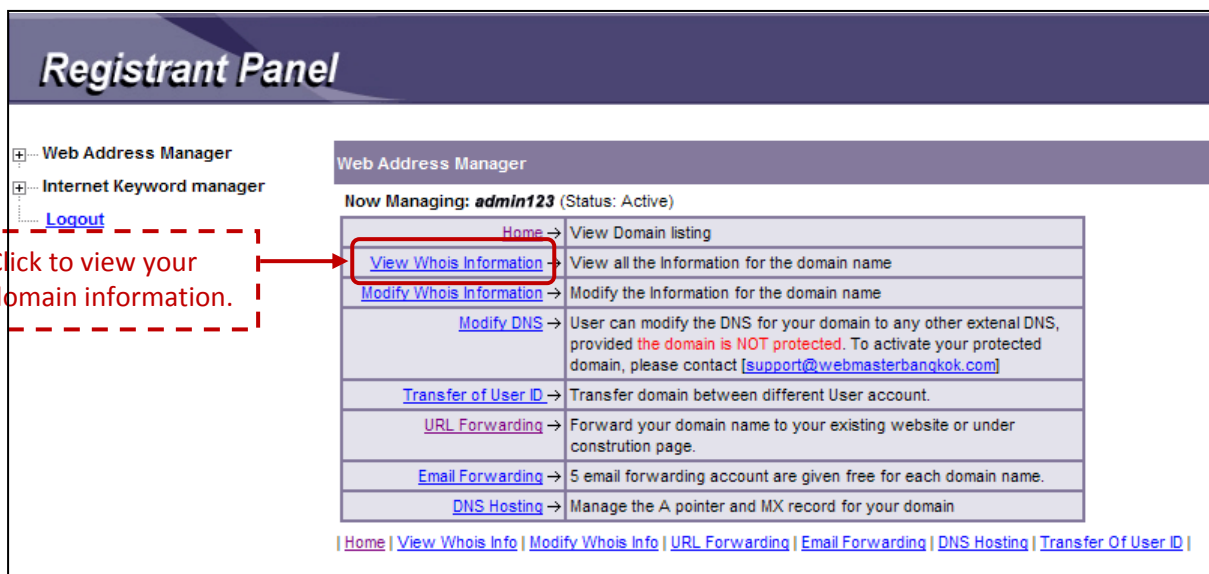 Registrant Panel
Web Address Manager
Internet Keyword manager
Logout
Click to view your
domain information.
Web Address Manager
Now Managing: admin123 (Status: Active)
Home → View Domain listing
View Whois Information → View all the Information for the domain name
Modify Whois Information → Modify the Information for the domain name
Modify DNS → User can modify the DNS for your domain to any other extenal DNS,
provided the domain is NOT protected. To activate your protected
domain, please contact [support@webmasterbangkok.com]
Transfer of User ID → Transfer domain between different User account.
URL Forwarding → Forward your domain name to your existing website or under
constrution page.
Email Forwarding → 5 email forwarding account are given free for each domain name.
DNS Hosting → Manage the A pointer and MX record for your domain
| Home | View Whois Info | Modify Whois Info | URL Forwarding | Email Forwarding | DNS Hosting | Transfer Of User ID |